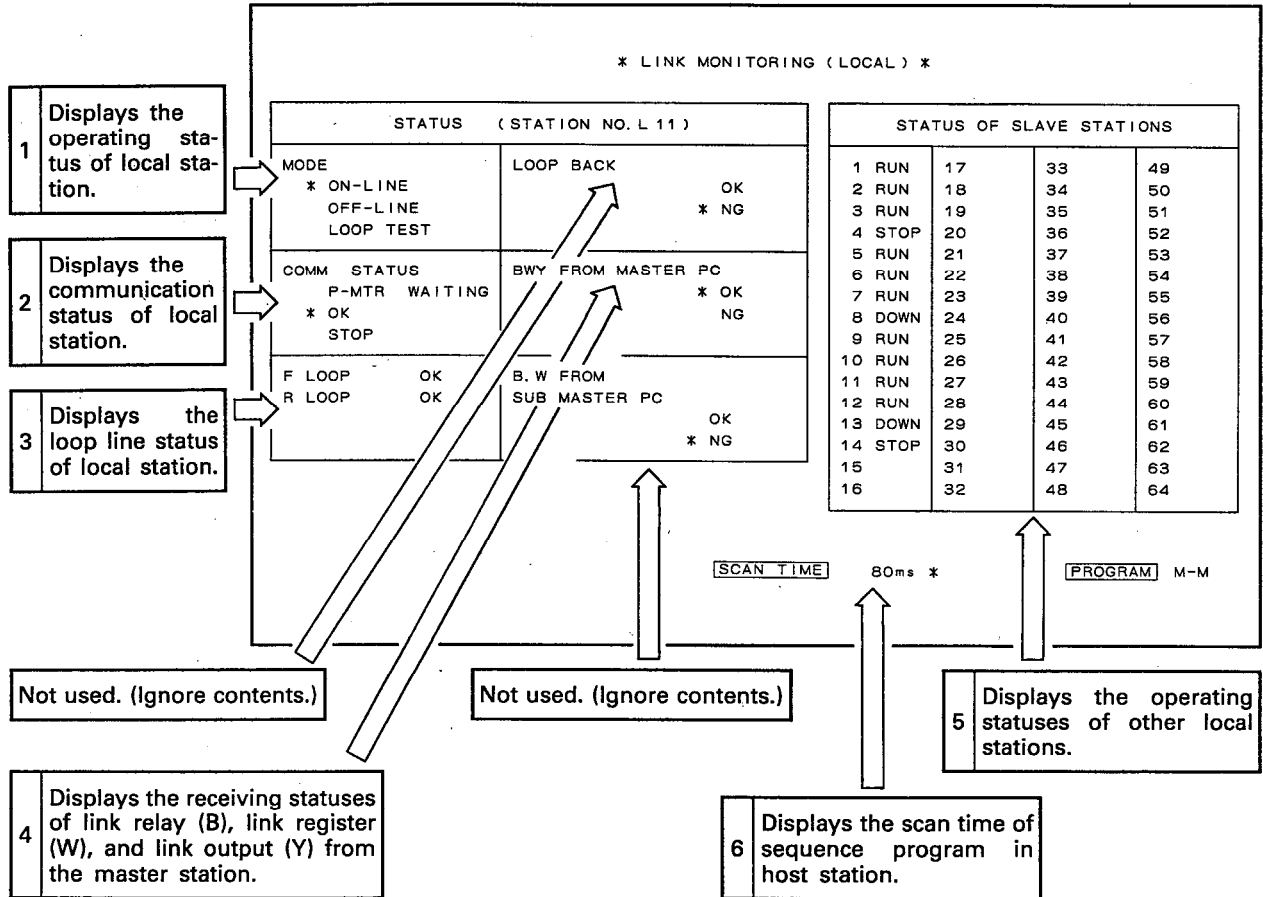 * LINK MONITORING (LOCAL) *
1
Displays the
operating sta-
tus of local sta-
tion.
2
Displays the
communication
status of local
station.
3
Displays the
loop line status
of local station.
STATUS (STATION NO. L 11)
MODE
* ON-LINE
OFF-LINE
LOOP TEST
LOOP BACK
OK
* NG
COMM STATUS
P-MTR WAITING
* OK
STOP
BWY FROM MASTER PC
* OK
NG
F LOOP OK
R LOOP OK
B.W FROM
SUB MASTER PC
OK
* NG
STATUS OF SLAVE STATIONS
1 RUN 17 33 49
2 RUN 18 34 50
3 RUN 19 35 51
4 STOP 20 36 52
5 RUN 21 37 53
6 RUN 22 38 54
7 RUN 23 39 55
8 DOWN 24 40 56
9 RUN 25 41 57
10 RUN 26 42 58
11 RUN 27 43 59
12 RUN 28 44 60
13 DOWN 29 45 61
14 STOP 30 46 62
15 31 47 63
16 32 48 64
SCAN TIME 80ms *
PROGRAM M-M
Not used. (Ignore contents.)
Not used. (Ignore contents.)
5
Displays the operating
statuses of other local
stations.
4
Displays the receiving statuses
of link relay (B), link register
(W), and link output (Y) from
the master station.
6
Displays the scan time of
sequence program in
host station.